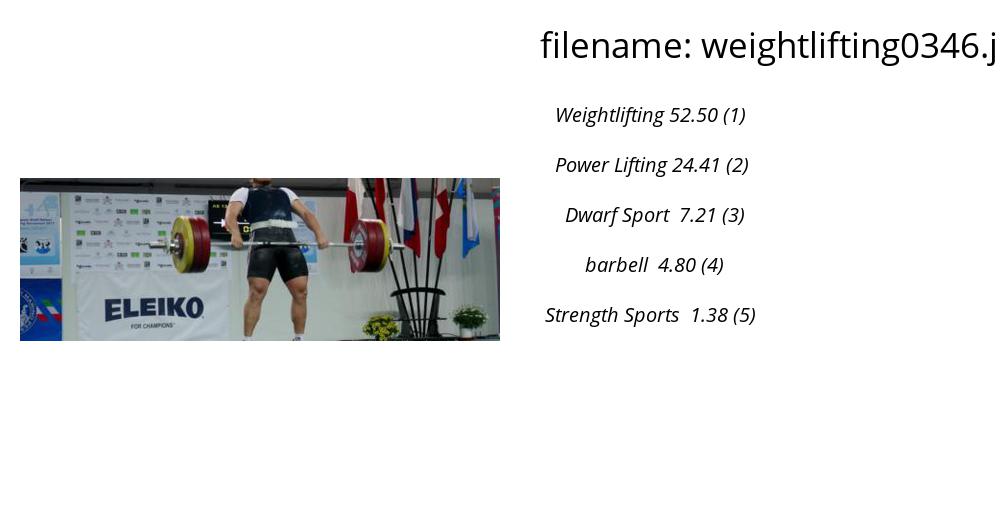 filename: weightlifting0346.j
Weightlifting 52.50 (1)
Power Lifting 24.41 (2)
Dwarf Sport 7.21 (3)
barbell 4.80 (4)
Strength Sports 1.38 (5)
ELEIKO
FOR CHAMPIONS